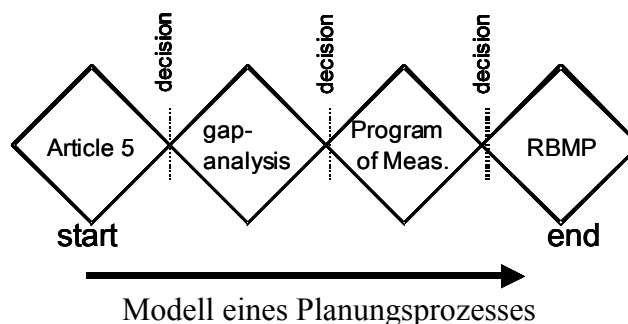 decision
decision
decision
Article 5
gap-
analysis
Program
of Meas.
RBMP
start
end
Modell eines Planungsprozesses